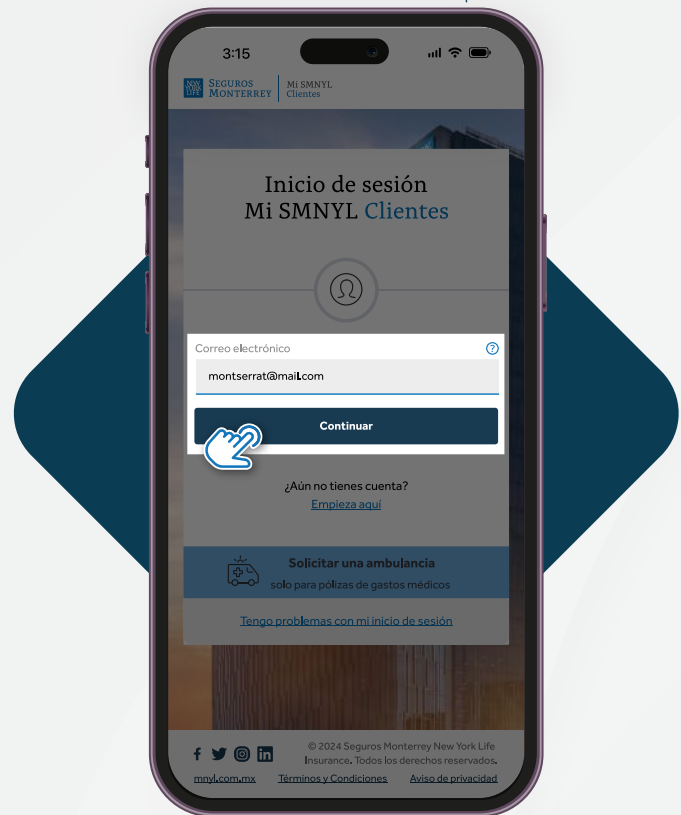 3:15
NEW YORK LIFE
SEGUROS MONTERREY
Mi SMNYL Clientes
Inicio de sesión
Mi SMNYL Clientes
Correo electrónico
?
montserrat@mail.com
Continuar
¿Aún no tienes cuenta?
Empieza aquí
Solicitar una ambulancia
solo para pólizas de gastos médicos
Tengo problemas con mi inicio de sesión
© 2024 Seguros Monterrey New York Life
Insurance. Todos los derechos reservados.
mnyl.com.mx Términos y Condiciones Aviso de privacidad